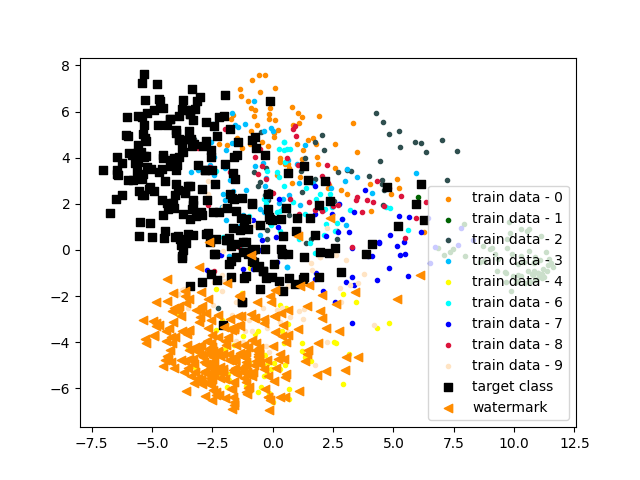 8
6
4
2
0
−2
−4
−6
−7.5 −5.0 −2.5 0.0 2.5 5.0 7.5 10.0 12.5
train data - 0
train data - 1
train data - 2
train data - 3
train data - 4
train data - 6
train data - 7
train data - 8
train data - 9
target class
watermark